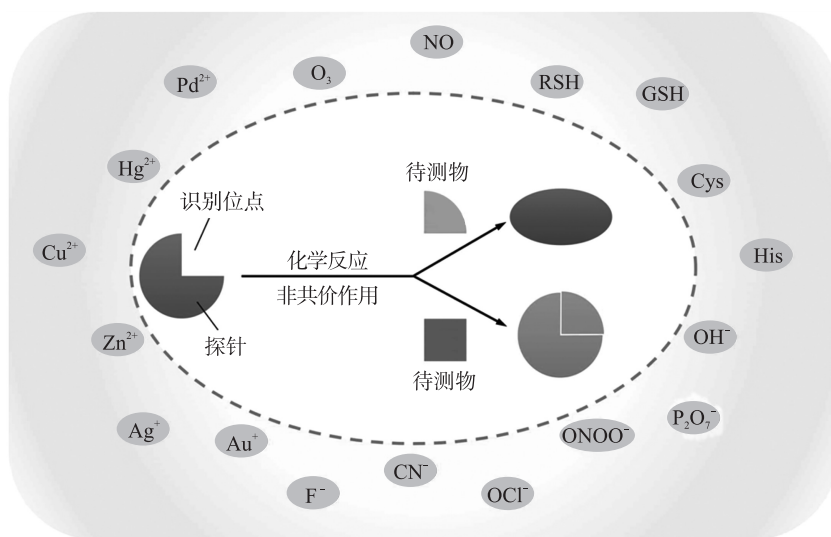 NO
O₃
Pd²⁺
RSH
GSH
Hg²⁺
待测物
Cys
识别位点
Cu²⁺
化学反应
His
非共价作用
Zn²⁺
探针
OH⁻
待测物
P₂O₇⁻
Ag⁺
Au⁺
ONOO⁻
CN⁻
F⁻
OCl⁻